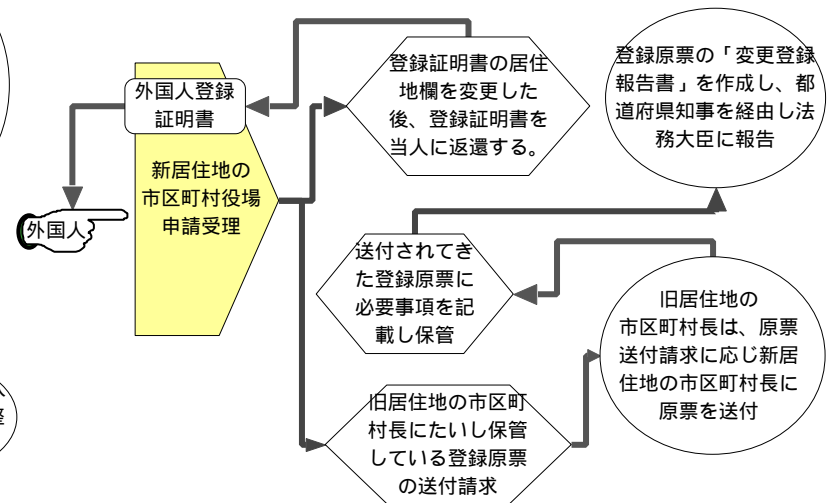 外国人登録
証明書
新居住地の
市区町村役場
申請受理
外国人
登録証明書の居住
地欄を変更した
後、登録証明書を
当人に返還する。
登録原票の「変更登録
報告書」を作成し、都
道府県知事を経由し法
務大臣に報告
送付されてき
た登録原票に
必要事項を記
載し保管
旧居住地の
市区町村長は、原票
送付請求に応じ新居
住地の市区町村長に
原票を送付
旧居住地の市区町
村長にたいし保管
している登録原票
の送付請求